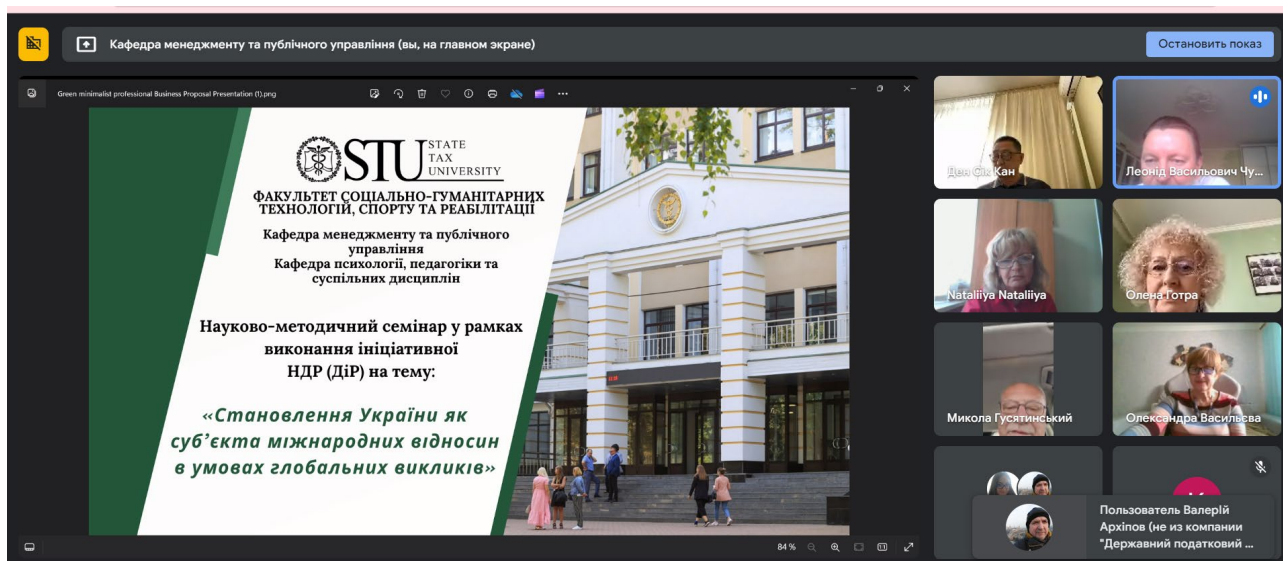 Кафедра менеджменту та публічного управління (вы, на главном экране)
Остановить показ
Green minimalist professional Business Proposal Presentation (1).png
STU STATE
TAX
UNIVERSITY
ФАКУЛЬТЕТ СОЦІАЛЬНО-ГУМАНІТАРНИХ
ТЕХНОЛОГІЙ, СПОРТУ ТА РЕАБІЛІТАЦІЇ
Кафедра менеджменту та публічного
управління
Кафедра психології, педагогіки та
суспільних дисциплін
Науково-методичний семінар у рамках
виконання ініціативної
НДР (ДіР) на тему:
«Становлення України як
суб’єкта міжнародних відносин
в умовах глобальних викликів»
84 %
Ден Сік Кан
Леонід Васильович Чу...
Nataliiya Nataliiya
Олена Готра
Микола Гусятинський
Олександра Васильєва
Пользователь Валерій
Архіпов (не из компании
"Державний податковий ...